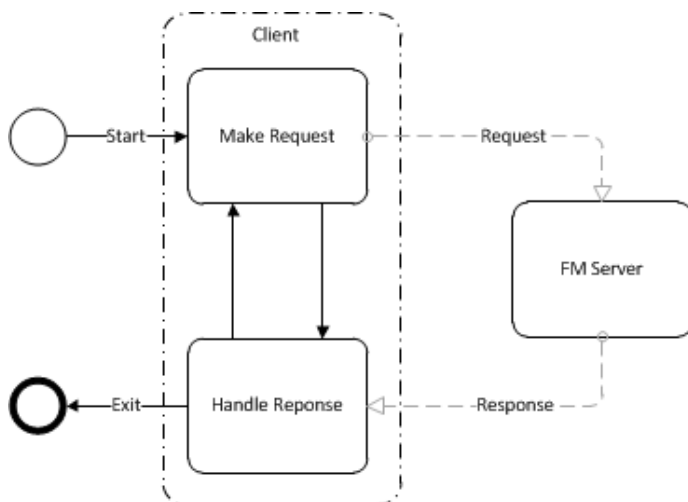 Client
Start
Make Request
Request
FM Server
Exit
Handle Reponse
Response